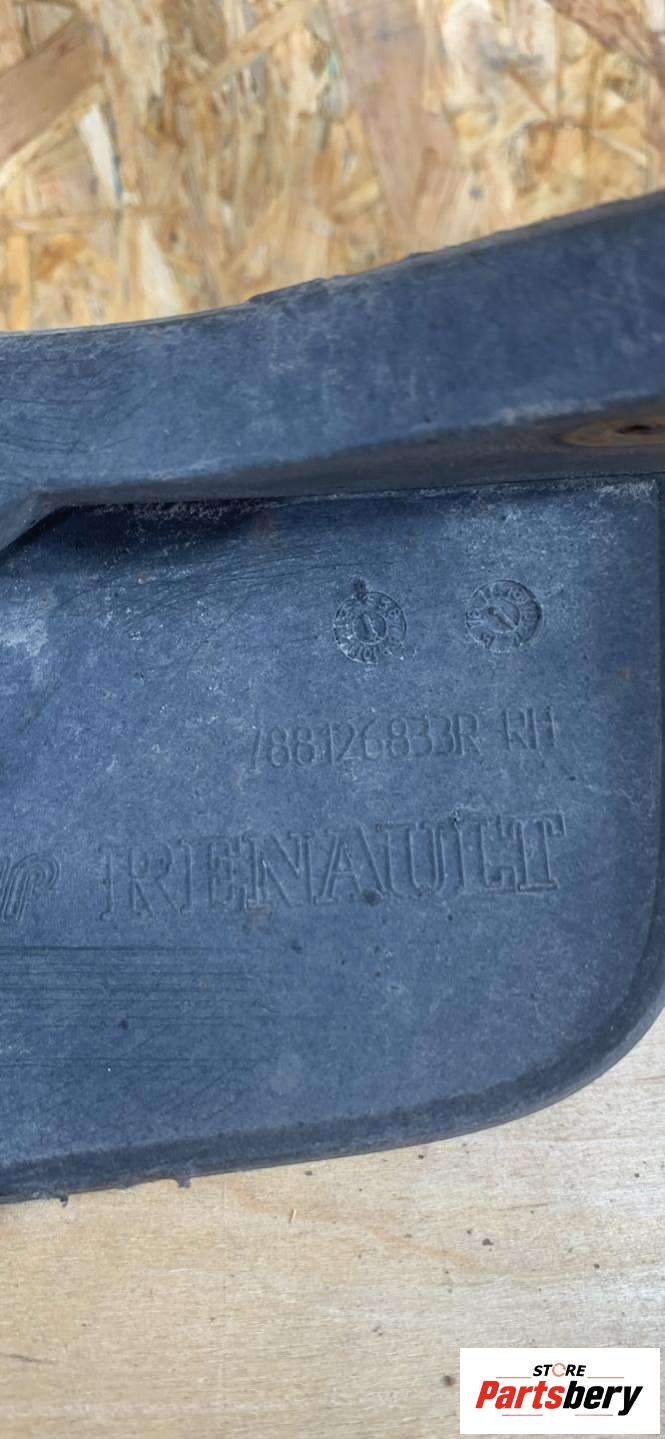 788126833R RH
RENAULT
STORE
Partsbery